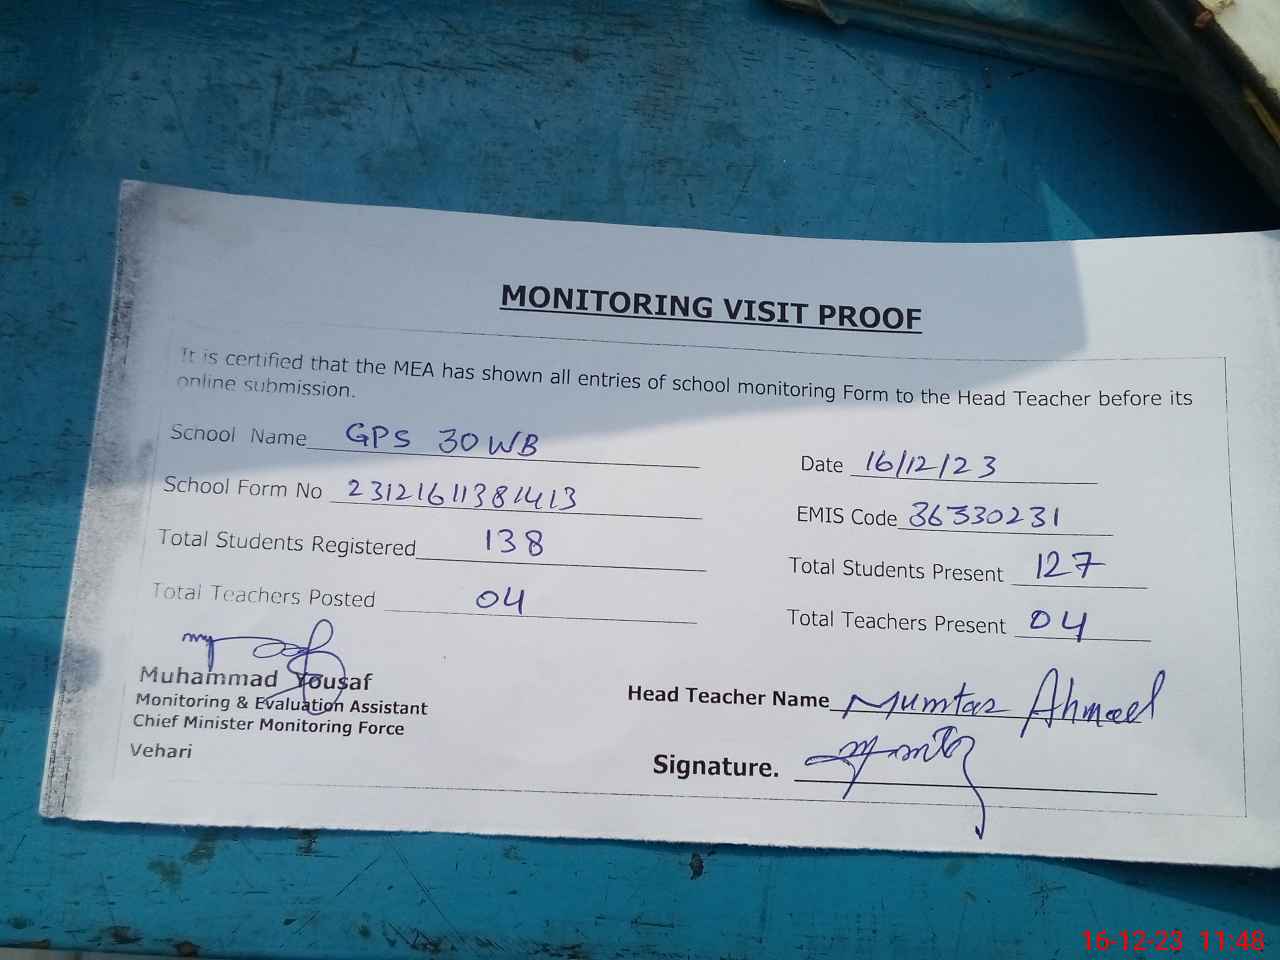 MONITORING VISIT PROOF
It is certified that the MEA has shown all entries of school monitoring Form to the Head Teacher before its
online submission.
School Name GPS 30 WB
Date 16/12/23
School Form No 23121611381413
EMIS Code 36330231
Total Students Registered 138
Total Students Present 127
Total Teachers Posted 04
Total Teachers Present 04
Muhammad Yousaf
Monitoring & Evaluation Assistant
Chief Minister Monitoring Force
Vehari
Head Teacher Name Mumtaz Ahmad
Signature.
16-12-23 11:48